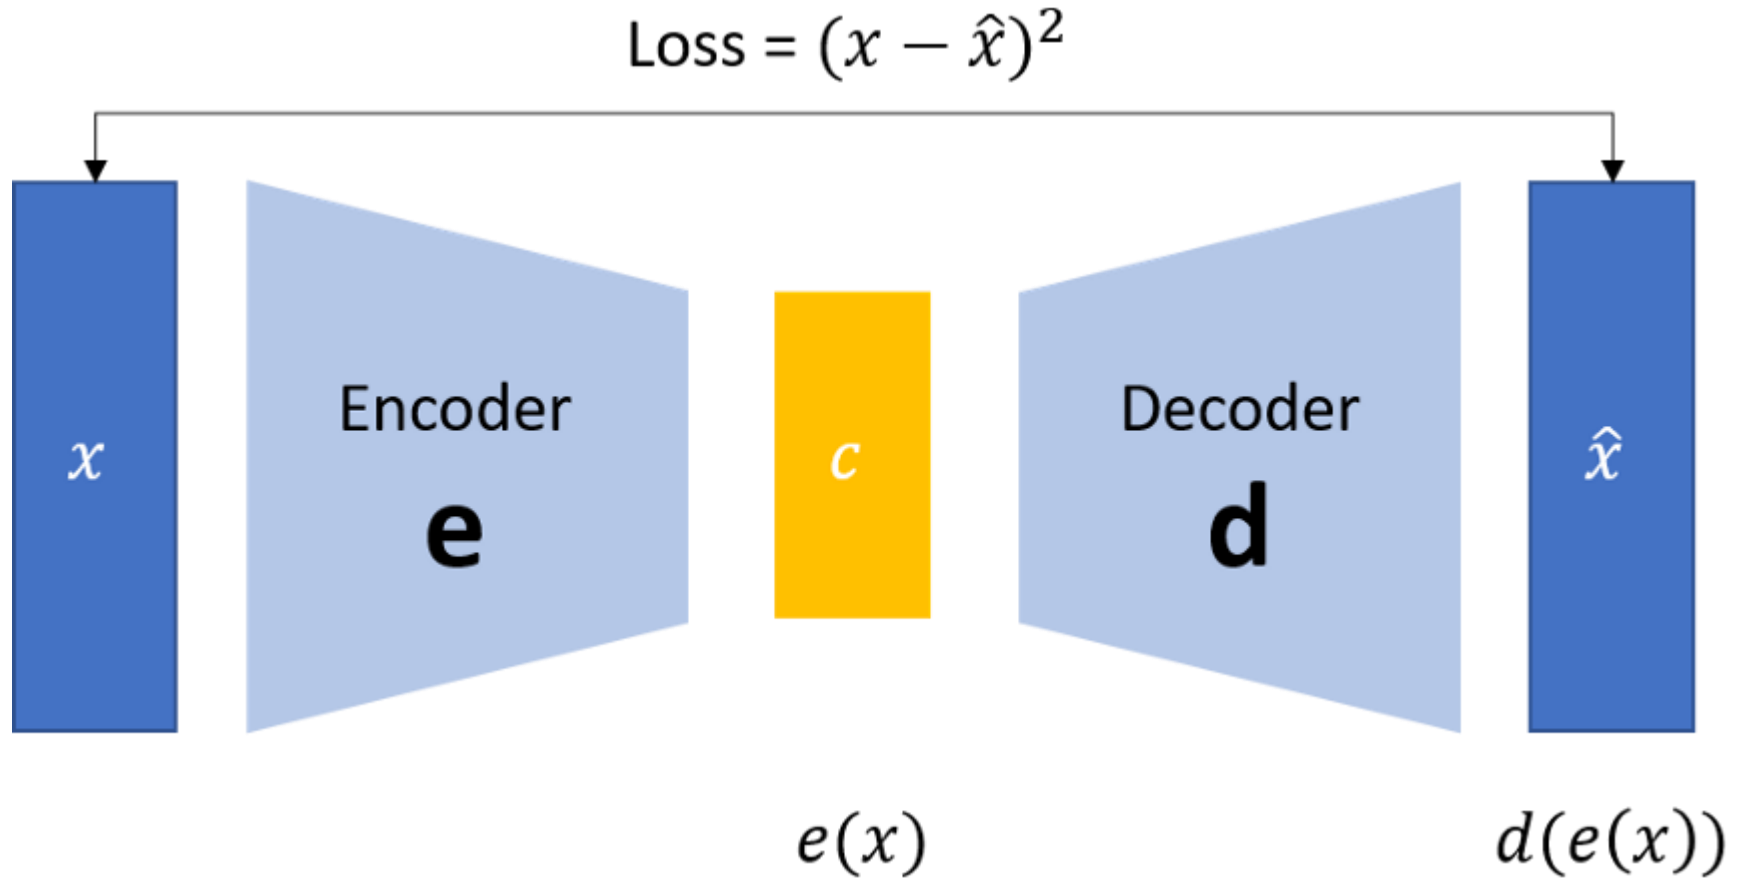 Loss = (x − x̂)²
x
Encoder
e
c
Decoder
d
x̂
e(x)
d(e(x))